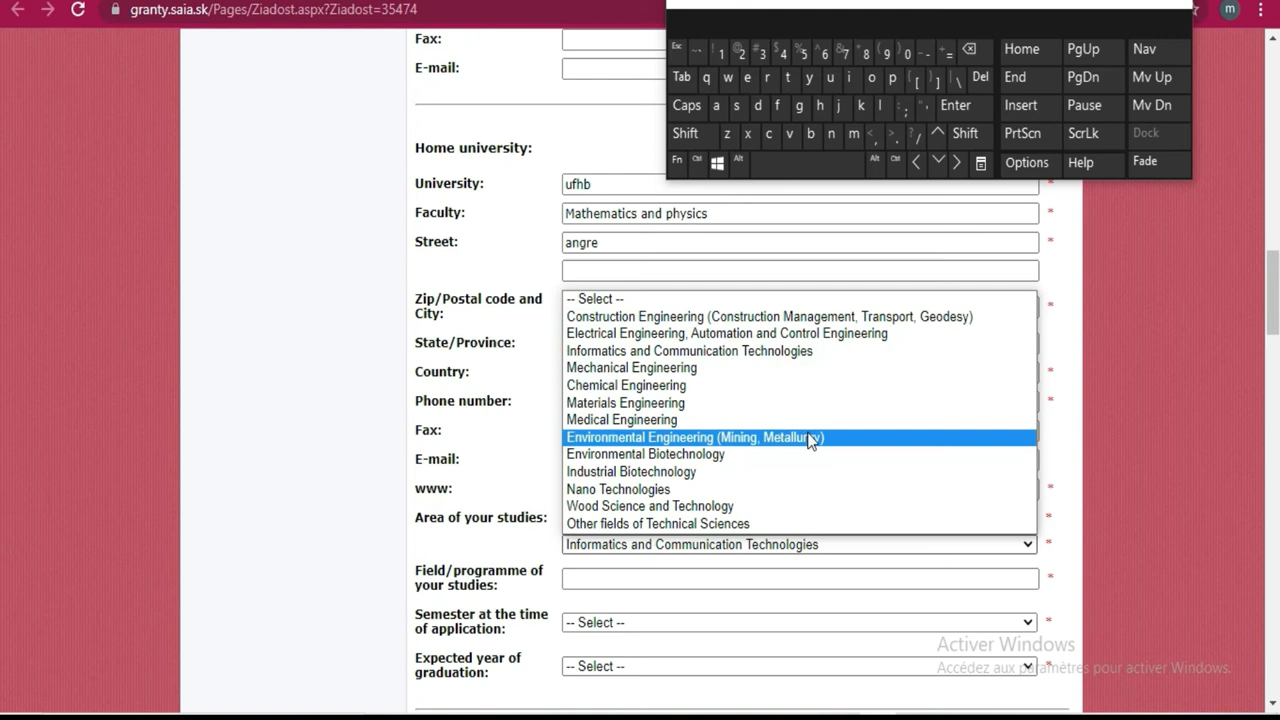 granty.saia.sk/Pages/Ziadost.aspx?Ziadost=35474
m
Fax:
E-mail:
Esc ~` !1 @2 #3 $4 %5 ^6 &7 *8 (9 )0 _- += Home PgUp Nav
Tab q w e r t y u i o p {[ }] |\ Del End PgDn Mv Up
Caps a s d f g h j k l :; "' Enter Insert Pause Mv Dn
Shift z x c v b n m <, >. ?/ Shift PrtScn ScrLk Dock
Fn Ctrl Alt Alt Ctrl Options Help Fade
Home university:
University: ufhb *
Faculty: Mathematics and physics *
Street: angre *
Zip/Postal code and
City: *
State/Province:
Country: *
Phone number: *
Fax:
E-mail:
www: *
Area of your studies: *
-- Select --
Construction Engineering (Construction Management, Transport, Geodesy)
Electrical Engineering, Automation and Control Engineering
Informatics and Communication Technologies
Mechanical Engineering
Chemical Engineering
Materials Engineering
Medical Engineering
Environmental Engineering (Mining, Metallurgy)
Environmental Biotechnology
Industrial Biotechnology
Nano Technologies
Wood Science and Technology
Other fields of Technical Sciences
Informatics and Communication Technologies *
Field/programme of
your studies: *
Semester at the time
of application: -- Select -- *
Expected year of
graduation: -- Select -- *
Activer Windows
Accédez aux paramètres pour activer Windows.